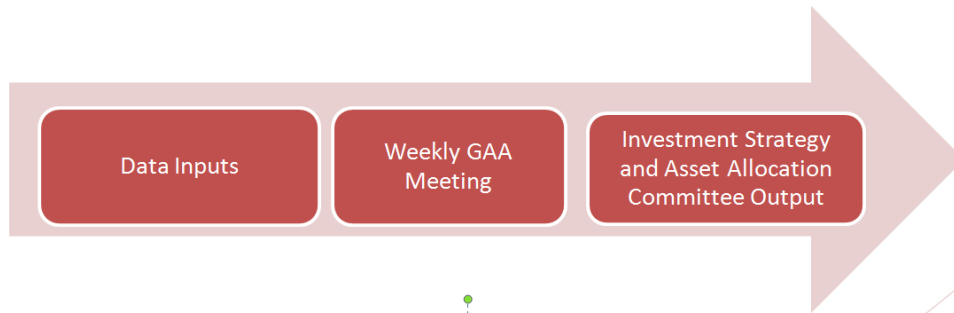 Data Inputs
Weekly GAA
Meeting
Investment Strategy
and Asset Allocation
Committee Output